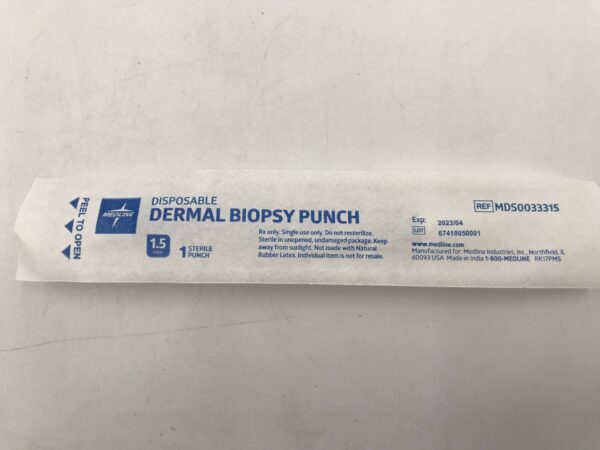 PEEL TO OPEN
MEDLINE
DISPOSABLE
DERMAL BIOPSY PUNCH
1.5
mm
1 STERILE
PUNCH
Rx only. Single use only. Do not resterilize.
Sterile in unopened, undamaged package. Keep
away from sunlight. Not made with Natural
Rubber Latex. Individual item is not for resale.
REF MDS0033315
Exp: 2023/04
LOT 67418050001
www.medline.com
Manufactured for: Medline Industries, Inc., Northfield, IL
60093 USA Made in India 1-800-MEDLINE RK17PMS